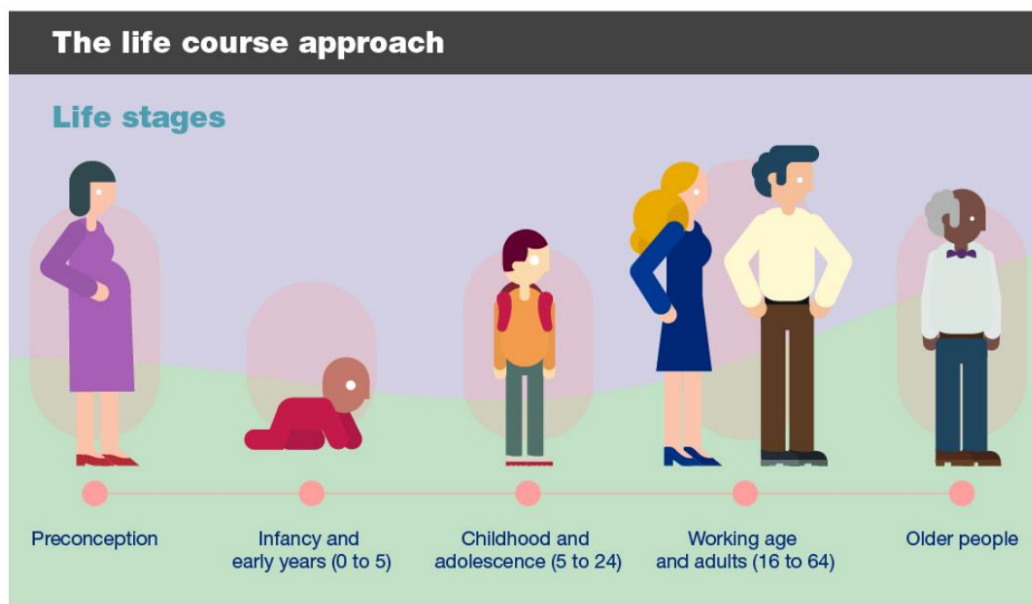 The life course approach
Life stages
Preconception
Infancy and
early years (0 to 5)
Childhood and
adolescence (5 to 24)
Working age
and adults (16 to 64)
Older people